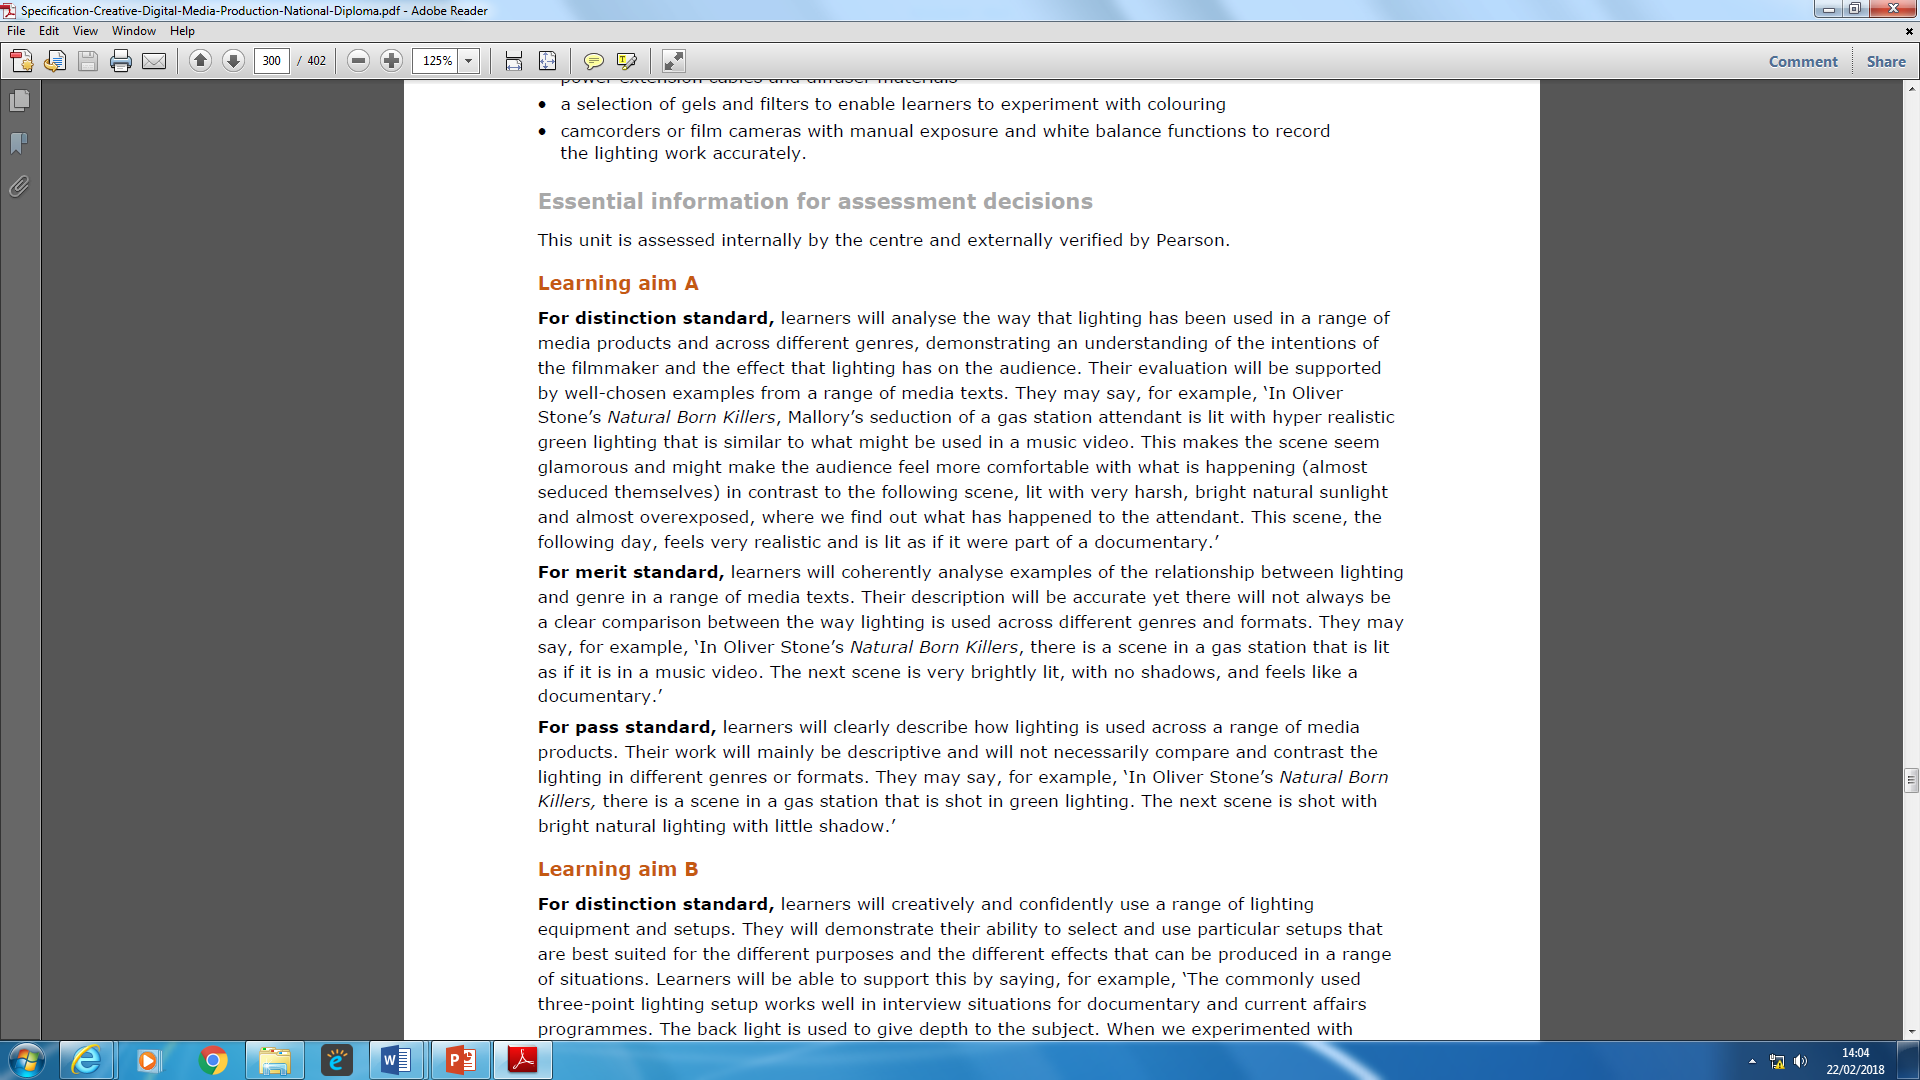 Specification-Creative-Digital-Media-Production-National-Diploma.pdf - Adobe Reader
File Edit View Window Help
300 / 402 125% Comment Share
power extension cables and diffuser materials
• a selection of gels and filters to enable learners to experiment with colouring
• camcorders or film cameras with manual exposure and white balance functions to record
the lighting work accurately.
Essential information for assessment decisions
This unit is assessed internally by the centre and externally verified by Pearson.
Learning aim A
For distinction standard, learners will analyse the way that lighting has been used in a range of
media products and across different genres, demonstrating an understanding of the intentions of
the filmmaker and the effect that lighting has on the audience. Their evaluation will be supported
by well-chosen examples from a range of media texts. They may say, for example, ‘In Oliver
Stone’s Natural Born Killers, Mallory’s seduction of a gas station attendant is lit with hyper realistic
green lighting that is similar to what might be used in a music video. This makes the scene seem
glamorous and might make the audience feel more comfortable with what is happening (almost
seduced themselves) in contrast to the following scene, lit with very harsh, bright natural sunlight
and almost overexposed, where we find out what has happened to the attendant. This scene, the
following day, feels very realistic and is lit as if it were part of a documentary.’
For merit standard, learners will coherently analyse examples of the relationship between lighting
and genre in a range of media texts. Their description will be accurate yet there will not always be
a clear comparison between the way lighting is used across different genres and formats. They may
say, for example, ‘In Oliver Stone’s Natural Born Killers, there is a scene in a gas station that is lit
as if it is in a music video. The next scene is very brightly lit, with no shadows, and feels like a
documentary.’
For pass standard, learners will clearly describe how lighting is used across a range of media
products. Their work will mainly be descriptive and will not necessarily compare and contrast the
lighting in different genres or formats. They may say, for example, ‘In Oliver Stone’s Natural Born
Killers, there is a scene in a gas station that is shot in green lighting. The next scene is shot with
bright natural lighting with little shadow.’
Learning aim B
For distinction standard, learners will creatively and confidently use a range of lighting
equipment and setups. They will demonstrate their ability to select and use particular setups that
are best suited for the different purposes and the different effects that can be produced in a range
of situations. Learners will be able to support this by saying, for example, ‘The commonly used
three-point lighting setup works well in interview situations for documentary and current affairs
programmes. The back light is used to give depth to the subject. When we experimented with
14:04
22/02/2018